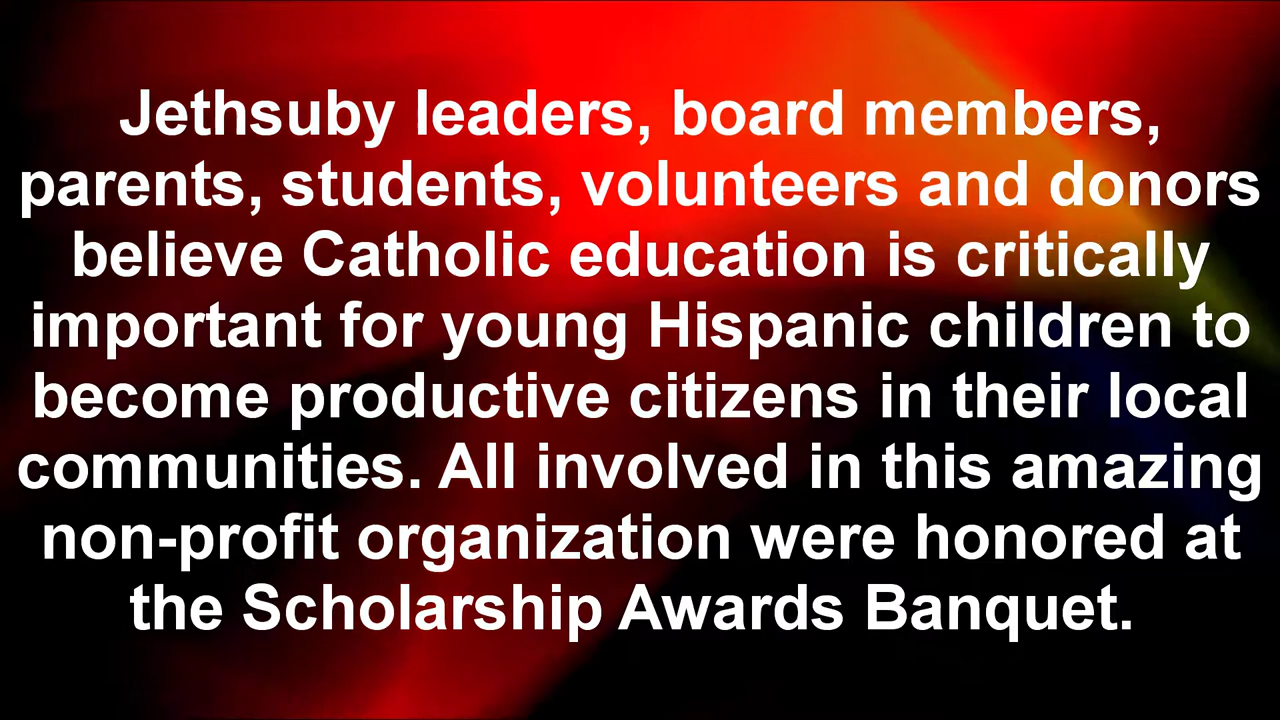 Jethsuby leaders, board members,
parents, students, volunteers and donors
believe Catholic education is critically
important for young Hispanic children to
become productive citizens in their local
communities. All involved in this amazing
non-profit organization were honored at
the Scholarship Awards Banquet.